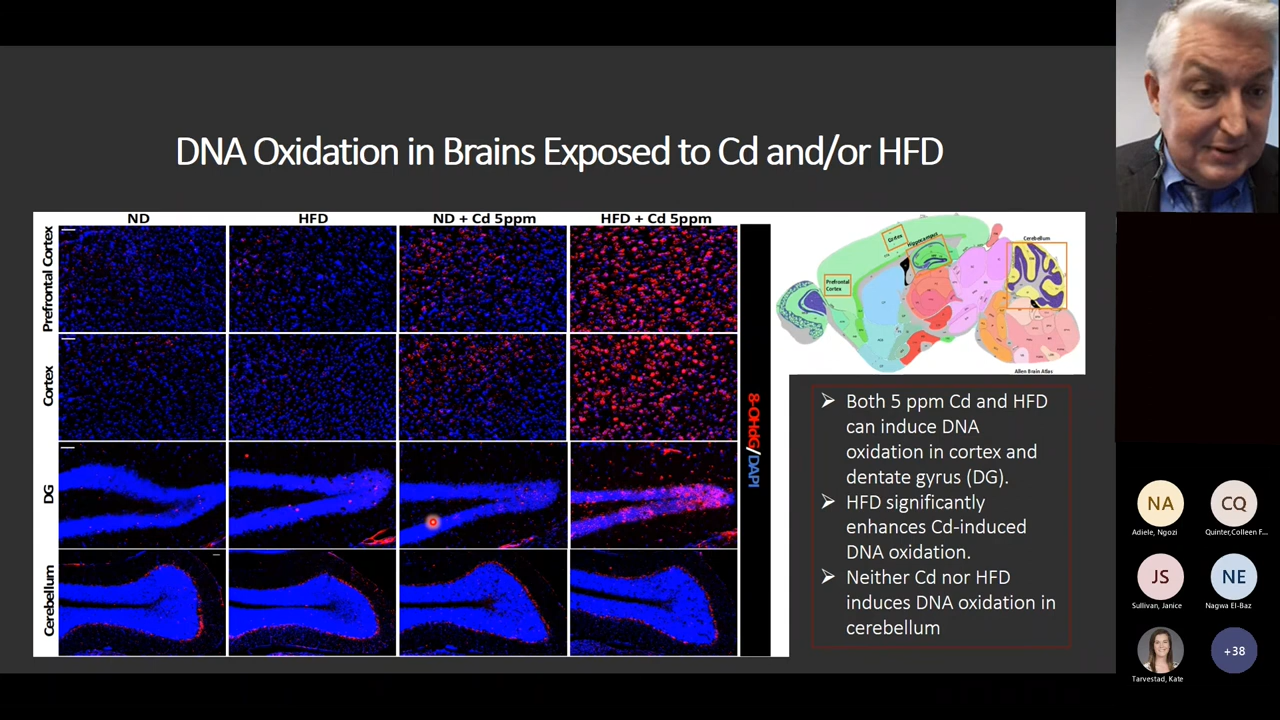 DNA Oxidation in Brains Exposed to Cd and/or HFD
ND
HFD
ND + Cd 5ppm
HFD + Cd 5ppm
Prefrontal Cortex
Cortex
DG
Cerebellum
8-OHdG/DAPI
Cortex
Hippocampus
Cerebellum
Prefrontal
Cortex
Allen Brain Atlas
Both 5 ppm Cd and HFD
can induce DNA
oxidation in cortex and
dentate gyrus (DG).
HFD significantly
enhances Cd-induced
DNA oxidation.
Neither Cd nor HFD
induces DNA oxidation in
cerebellum
NA
Adiele, Ngozi
CQ
Quinter,Colleen F...
JS
Sullivan, Janice
NE
Nagwa El-Baz
Tarvestad, Kate
+38